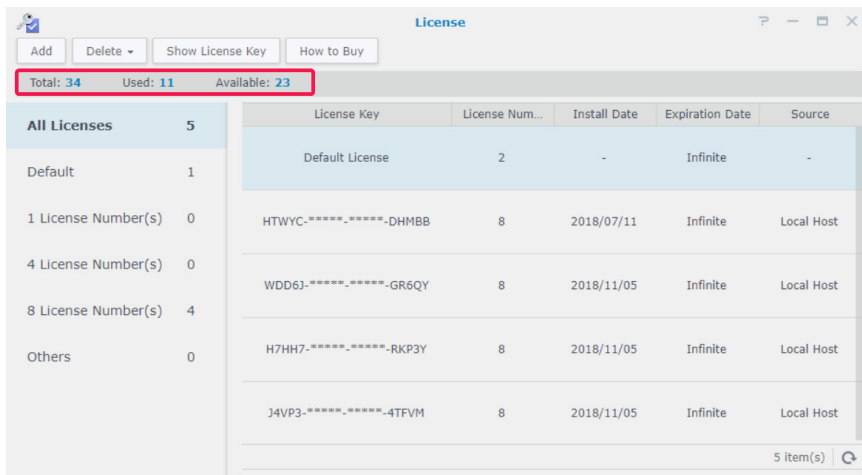 License
Add Delete Show License Key How to Buy
Total: 34 Used: 11 Available: 23
License Key License Num... Install Date Expiration Date Source
All Licenses 5
Default License 2 - Infinite -
Default 1
1 License Number(s) 0
HTWYC-*****-*****-DHMBB 8 2018/07/11 Infinite Local Host
4 License Number(s) 0
WDD6J-*****-*****-GR6QY 8 2018/11/05 Infinite Local Host
8 License Number(s) 4
H7HH7-*****-*****-RKP3Y 8 2018/11/05 Infinite Local Host
Others 0
J4VP3-*****-*****-4TFVM 8 2018/11/05 Infinite Local Host
5 item(s)